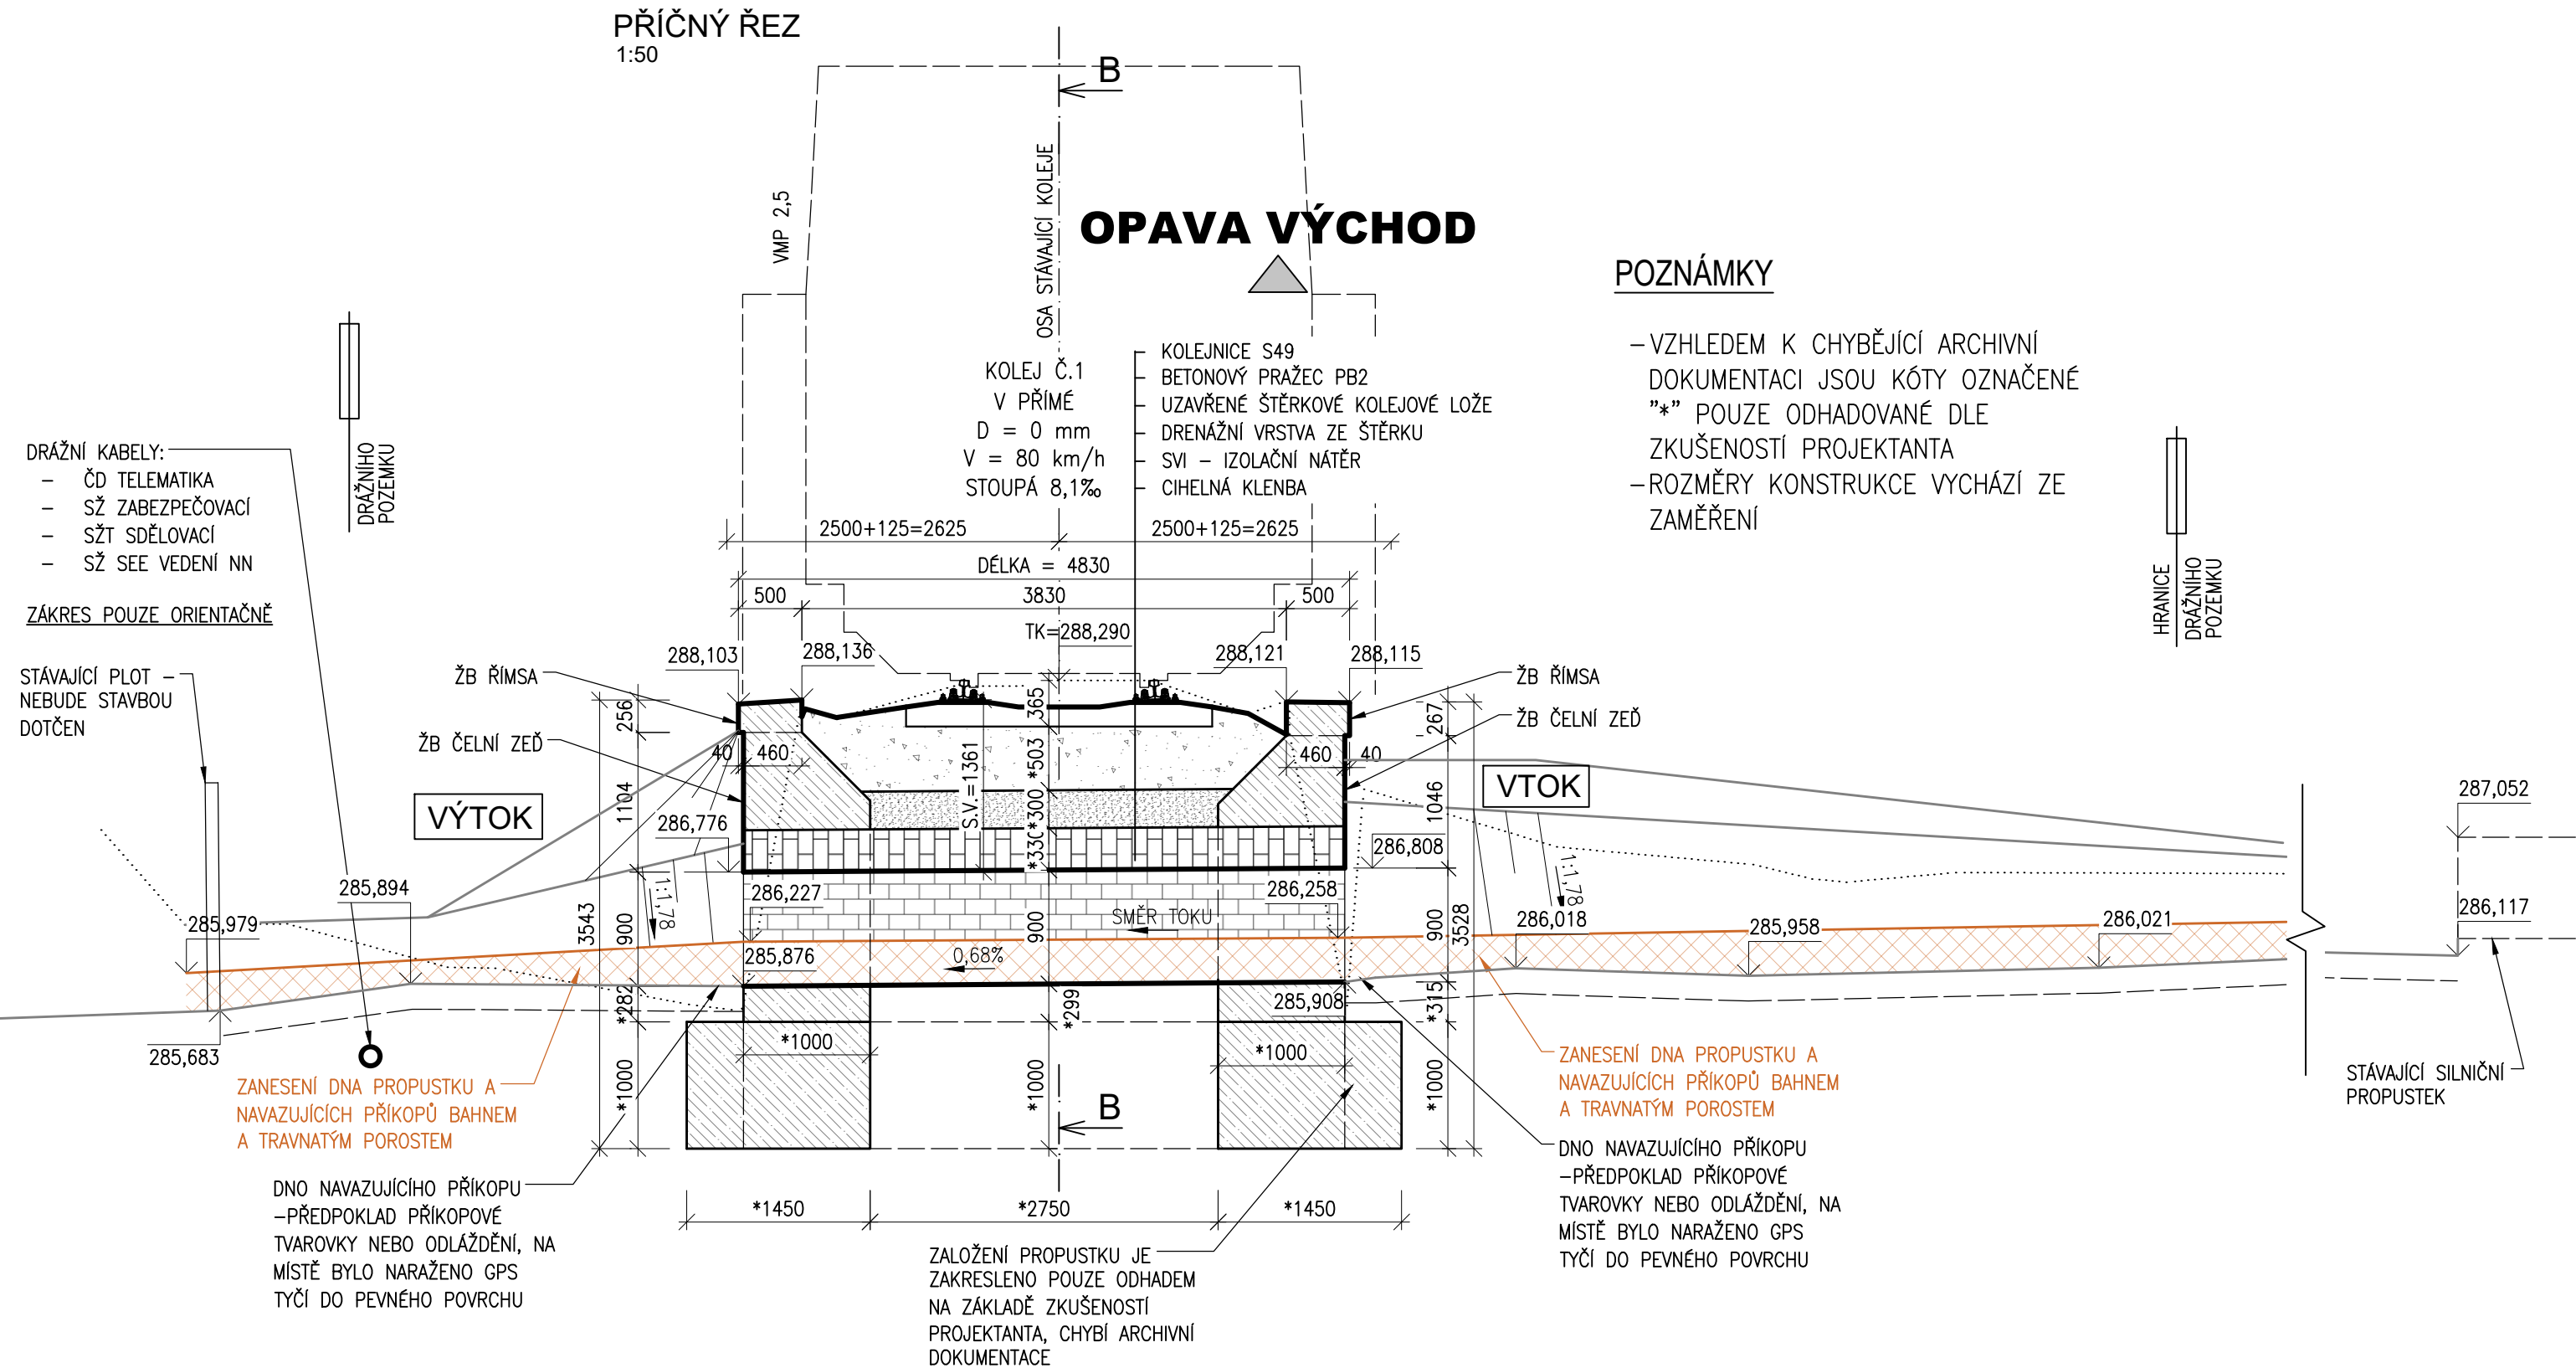 PŘÍČNÝ ŘEZ
1:50
B
VMP 2,5
OSA STÁVAJÍCÍ KOLEJE
OPAVA VÝCHOD
POZNÁMKY
–VZHLEDEM K CHYBĚJÍCÍ ARCHIVNÍ
DOKUMENTACI JSOU KÓTY OZNAČENÉ
"*" POUZE ODHADOVANÉ DLE
ZKUŠENOSTÍ PROJEKTANTA
–ROZMĚRY KONSTRUKCE VYCHÁZÍ ZE
ZAMĚŘENÍ
KOLEJ Č.1
V PŘÍMÉ
D = 0 mm
V = 80 km/h
STOUPÁ 8,1‰
KOLEJNICE S49
BETONOVÝ PRAŽEC PB2
UZAVŘENÉ ŠTĚRKOVÉ KOLEJOVÉ LOŽE
DRENÁŽNÍ VRSTVA ZE ŠTĚRKU
SVI – IZOLAČNÍ NÁTĚR
CIHELNÁ KLENBA
DRÁŽNÍHO
POZEMKU
HRANICE
DRÁŽNÍHO
POZEMKU
DRÁŽNÍ KABELY:
– ČD TELEMATIKA
– SŽ ZABEZPEČOVACÍ
– SŽT SDĚLOVACÍ
– SŽ SEE VEDENÍ NN
ZÁKRES POUZE ORIENTAČNĚ
STÁVAJÍCÍ PLOT –
NEBUDE STAVBOU
DOTČEN
2500+125=2625
2500+125=2625
DÉLKA = 4830
500
3830
500
TK=288,290
288,103
288,136
288,121
288,115
ŽB ŘÍMSA
ŽB ČELNÍ ZEĎ
ŽB ŘÍMSA
ŽB ČELNÍ ZEĎ
VÝTOK
VTOK
256
1104
900
*282
*1000
3543
40
460
460
40
365
*503
*300
*330
S.V.=1361
900
*299
*1000
267
1046
900
*315
*1000
3528
286,776
286,808
286,227
286,258
SMĚR TOKU
0,68%
285,876
285,908
1:1,78
1:1,78
285,979
285,894
285,683
286,018
285,958
286,021
287,052
286,117
*1000
*1000
ZANESENÍ DNA PROPUSTKU A
NAVAZUJÍCÍCH PŘÍKOPŮ BAHNEM
A TRAVNATÝM POROSTEM
ZANESENÍ DNA PROPUSTKU A
NAVAZUJÍCÍCH PŘÍKOPŮ BAHNEM
A TRAVNATÝM POROSTEM
STÁVAJÍCÍ SILNIČNÍ
PROPUSTEK
B
DNO NAVAZUJÍCÍHO PŘÍKOPU
–PŘEDPOKLAD PŘÍKOPOVÉ
TVAROVKY NEBO ODLÁŽDĚNÍ, NA
MÍSTĚ BYLO NARAŽENO GPS
TYČÍ DO PEVNÉHO POVRCHU
DNO NAVAZUJÍCÍHO PŘÍKOPU
–PŘEDPOKLAD PŘÍKOPOVÉ
TVAROVKY NEBO ODLÁŽDĚNÍ, NA
MÍSTĚ BYLO NARAŽENO GPS
TYČÍ DO PEVNÉHO POVRCHU
*1450
*2750
*1450
ZALOŽENÍ PROPUSTKU JE
ZAKRESLENO POUZE ODHADEM
NA ZÁKLADĚ ZKUŠENOSTÍ
PROJEKTANTA, CHYBÍ ARCHIVNÍ
DOKUMENTACE